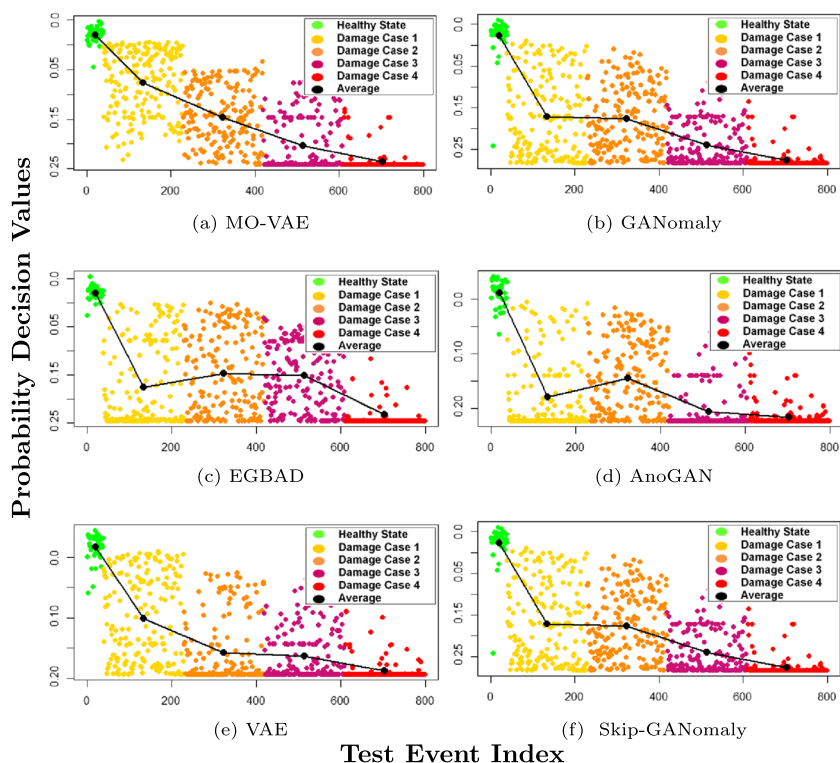 Probability Decision Values
0.0
0.05
0.15
0.25
0 200 400 600 800
Healthy State
Damage Case 1
Damage Case 2
Damage Case 3
Damage Case 4
Average
(a) MO-VAE
0.0
0.05
0.15
0.25
0 200 400 600 800
Healthy State
Damage Case 1
Damage Case 2
Damage Case 3
Damage Case 4
Average
(b) GANomaly
0.0
0.05
0.15
0.25
0 200 400 600 800
Healthy State
Damage Case 1
Damage Case 2
Damage Case 3
Damage Case 4
Average
(c) EGBAD
0.0
0.10
0.20
0 200 400 600 800
Healthy State
Damage Case 1
Damage Case 2
Damage Case 3
Damage Case 4
Average
(d) AnoGAN
0.0
0.10
0.20
0 200 400 600 800
Healthy State
Damage Case 1
Damage Case 2
Damage Case 3
Damage Case 4
Average
(e) VAE
0.0
0.05
0.15
0.25
0 200 400 600 800
Healthy State
Damage Case 1
Damage Case 2
Damage Case 3
Damage Case 4
Average
(f) Skip-GANomaly
Test Event Index